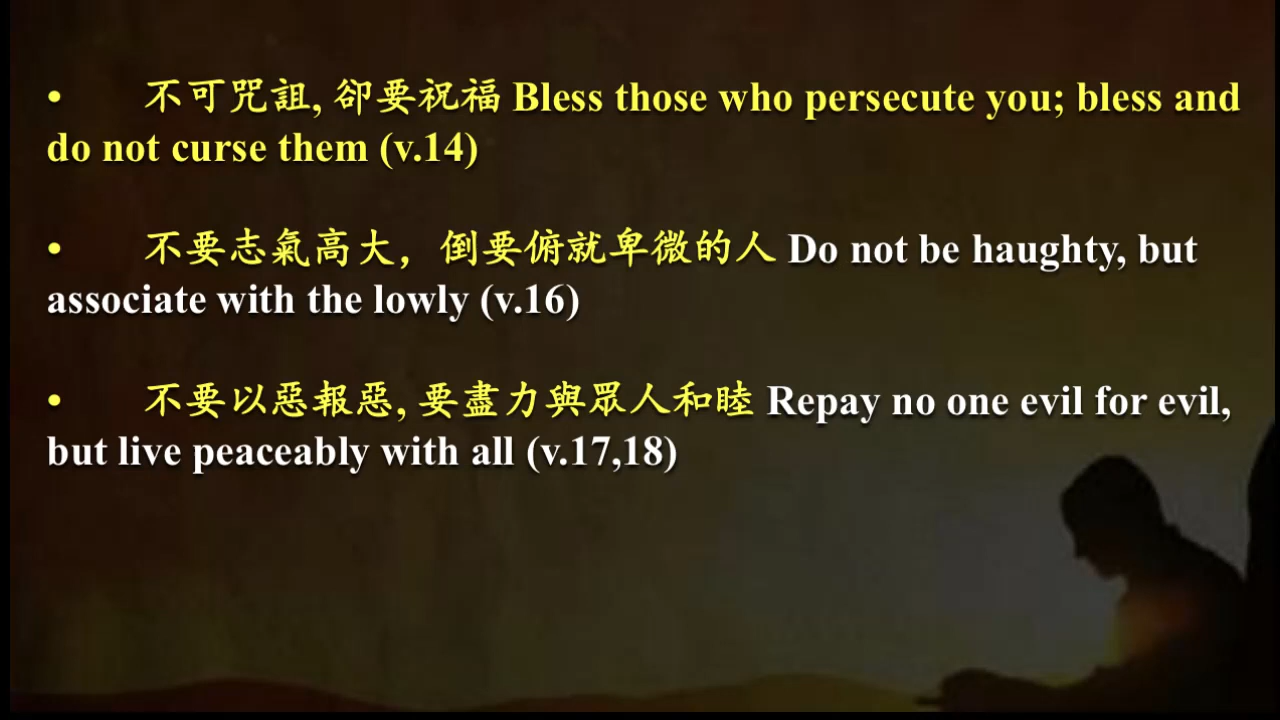 • 不可咒詛, 卻要祝福 Bless those who persecute you; bless and
do not curse them (v.14)
• 不要志氣高大，倒要俯就卑微的人 Do not be haughty, but
associate with the lowly (v.16)
• 不要以惡報惡, 要盡力與眾人和睦 Repay no one evil for evil,
but live peaceably with all (v.17,18)